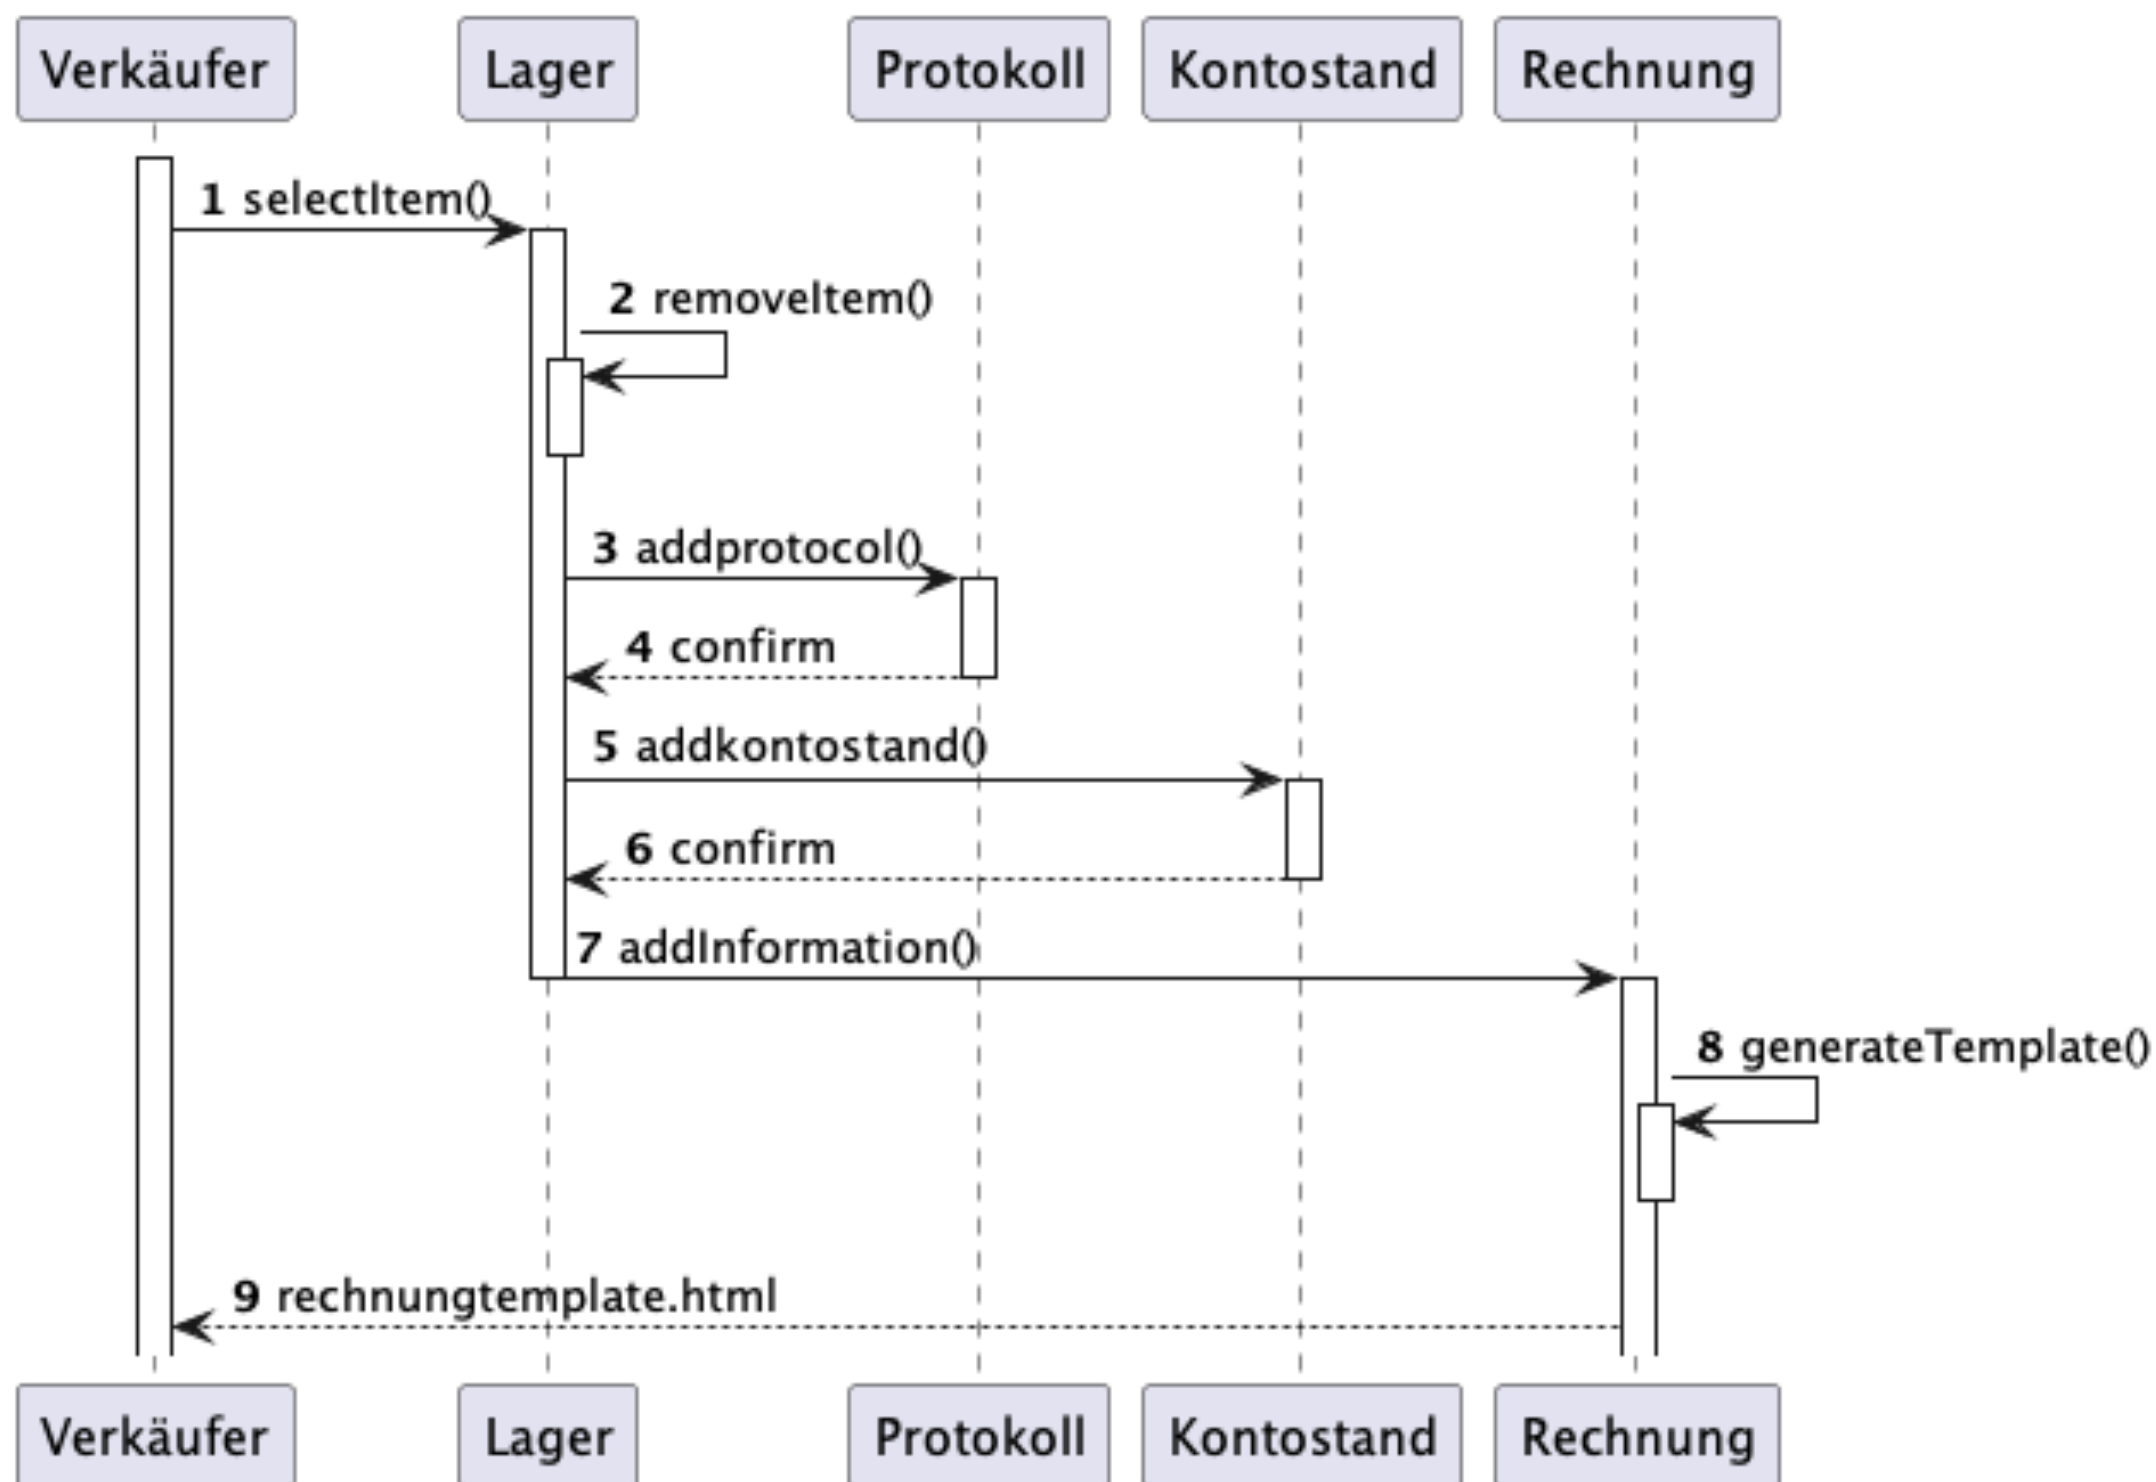 Verkäufer
Lager
Protokoll
Kontostand
Rechnung
1 selectItem()
2 removeItem()
3 addprotocol()
4 confirm
5 addkontostand()
6 confirm
7 addInformation()
8 generateTemplate()
9 rechnungtemplate.html
Verkäufer
Lager
Protokoll
Kontostand
Rechnung